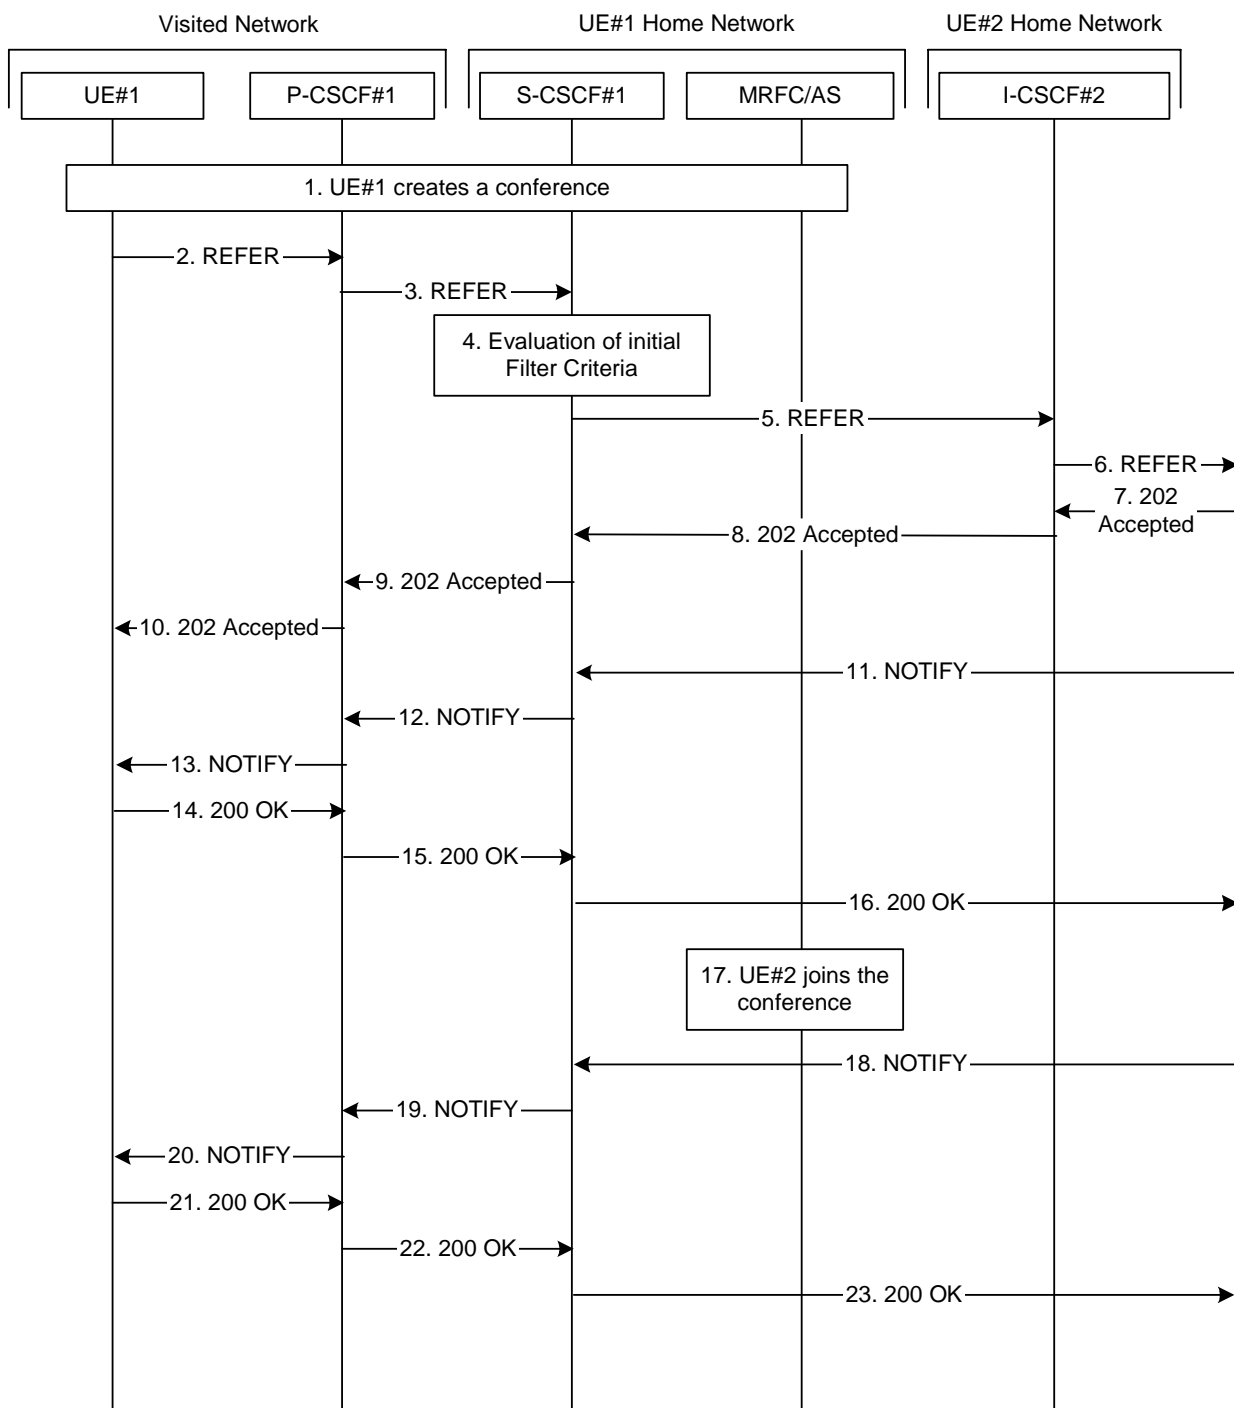 Visited Network
UE#1 Home Network
UE#2 Home Network
UE#1
P-CSCF#1
S-CSCF#1
MRFC/AS
I-CSCF#2
1. UE#1 creates a conference
2. REFER
3. REFER
4. Evaluation of initial
Filter Criteria
5. REFER
6. REFER
7. 202
Accepted
8. 202 Accepted
9. 202 Accepted
10. 202 Accepted
11. NOTIFY
12. NOTIFY
13. NOTIFY
14. 200 OK
15. 200 OK
16. 200 OK
17. UE#2 joins the
conference
18. NOTIFY
19. NOTIFY
20. NOTIFY
21. 200 OK
22. 200 OK
23. 200 OK